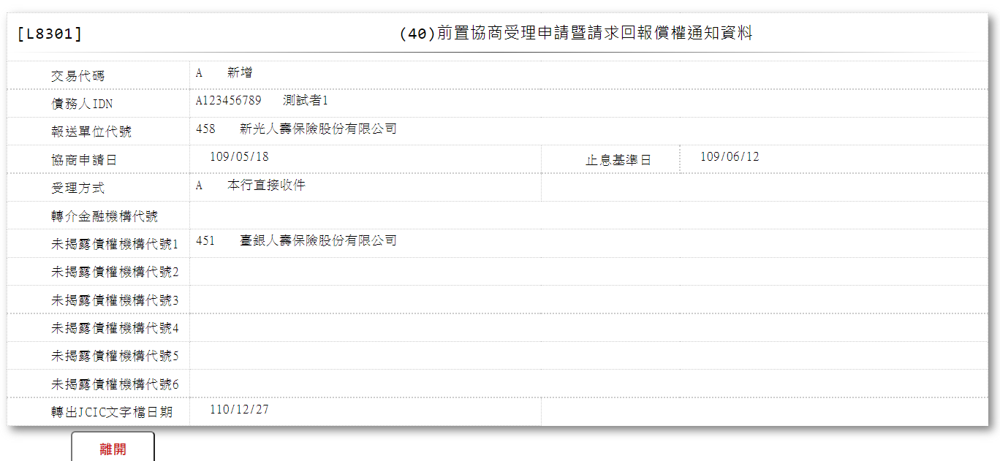 [L8301] (40)前置協商受理申請暨請求回報償權通知資料
交易代碼 A 新增
債務人IDN A123456789 測試者1
報送單位代號 458 新光人壽保險股份有限公司
協商申請日 109/05/18 止息基準日 109/06/12
受理方式 A 本行直接收件
轉介金融機構代號
未揭露債權機構代號1 451 臺銀人壽保險股份有限公司
未揭露債權機構代號2
未揭露債權機構代號3
未揭露債權機構代號4
未揭露債權機構代號5
未揭露債權機構代號6
轉出JCIC文字檔日期 110/12/27
離開